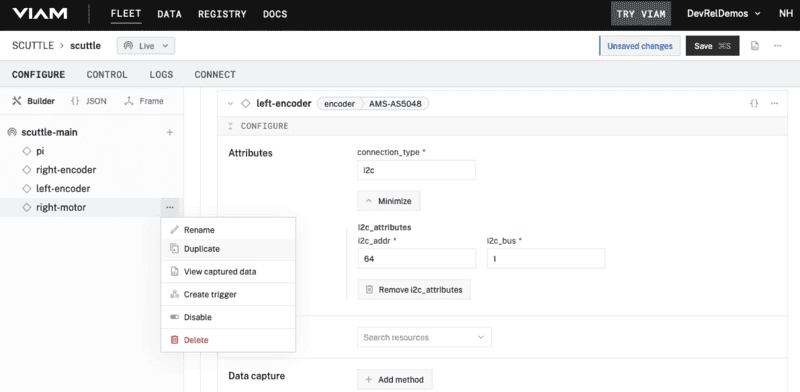 VIAM FLEET DATA REGISTRY DOCS TRY VIAM DevRelDemos NH
SCUTTLE > scuttle Live Unsaved changes Save ⌘S
CONFIGURE CONTROL LOGS CONNECT
Builder {} JSON Frame
scuttle-main
pi
right-encoder
left-encoder
right-motor
Rename
Duplicate
View captured data
Create trigger
Disable
Delete
left-encoder encoder AMS-AS5048 {}
CONFIGURE
Attributes
connection_type *
i2c
Minimize
i2c_attributes
i2c_addr * i2c_bus *
64 1
Remove i2c_attributes
Search resources
Data capture
Add method